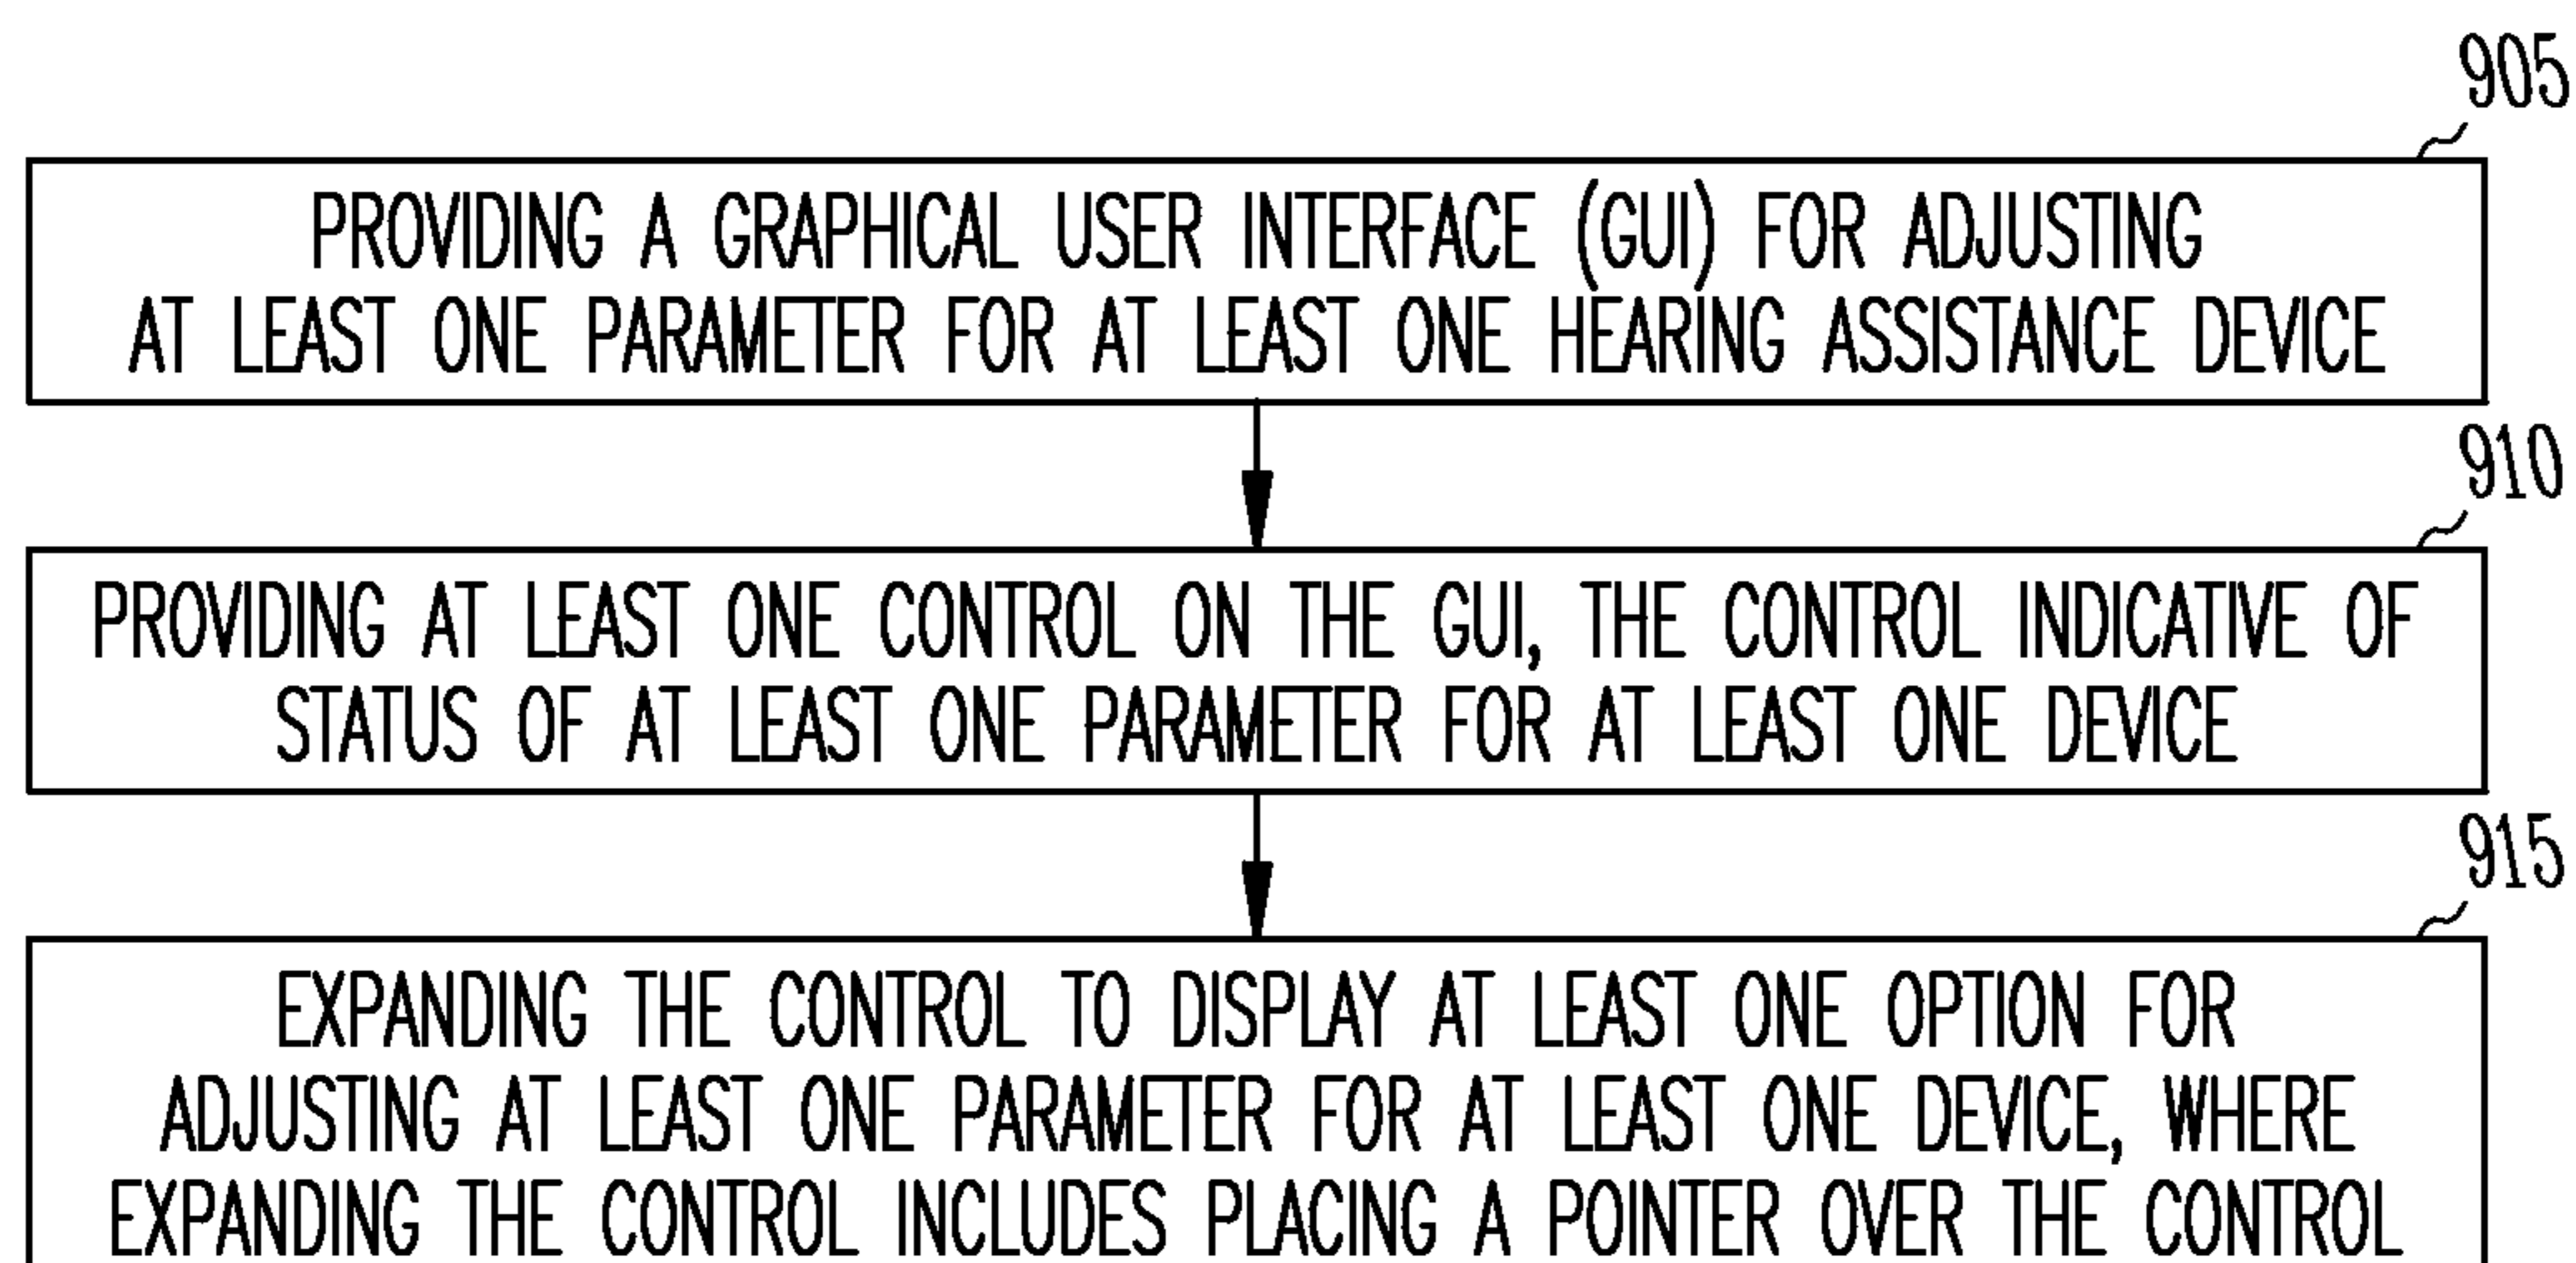 905
PROVIDING A GRAPHICAL USER INTERFACE (GUI) FOR ADJUSTING
AT LEAST ONE PARAMETER FOR AT LEAST ONE HEARING ASSISTANCE DEVICE
910
PROVIDING AT LEAST ONE CONTROL ON THE GUI, THE CONTROL INDICATIVE OF
STATUS OF AT LEAST ONE PARAMETER FOR AT LEAST ONE DEVICE
915
EXPANDING THE CONTROL TO DISPLAY AT LEAST ONE OPTION FOR
ADJUSTING AT LEAST ONE PARAMETER FOR AT LEAST ONE DEVICE, WHERE
EXPANDING THE CONTROL INCLUDES PLACING A POINTER OVER THE CONTROL